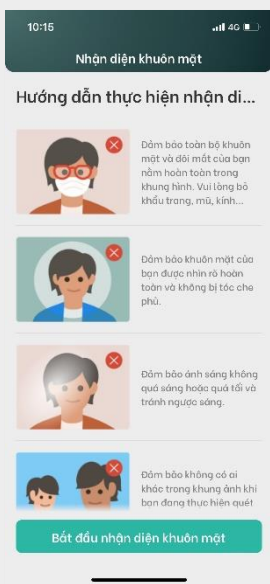 10:15
4G
Nhận diện khuôn mặt
Hướng dẫn thực hiện nhận di...
Đảm bảo toàn bộ khuôn
mặt và đôi mắt của bạn
nằm hoàn toàn trong
khung hình. Vui lòng bỏ
khẩu trang, mũ, kính...
Đảm bảo khuôn mặt của
bạn được nhìn rõ hoàn
toàn và không bị tóc che
phủ.
Đảm bảo ánh sáng không
quá sáng hoặc quá tối và
tránh ngược sáng.
Đảm bảo không có ai
khác trong khung ảnh khi
bạn đang thực hiện quét
Bắt đầu nhận diện khuôn mặt